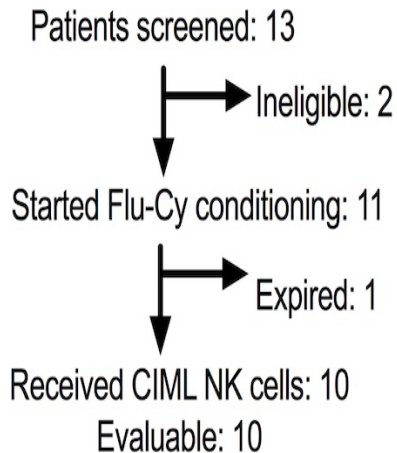 Patients screened: 13
Ineligible: 2
Started Flu-Cy conditioning: 11
Expired: 1
Received CIML NK cells: 10
Evaluable: 10